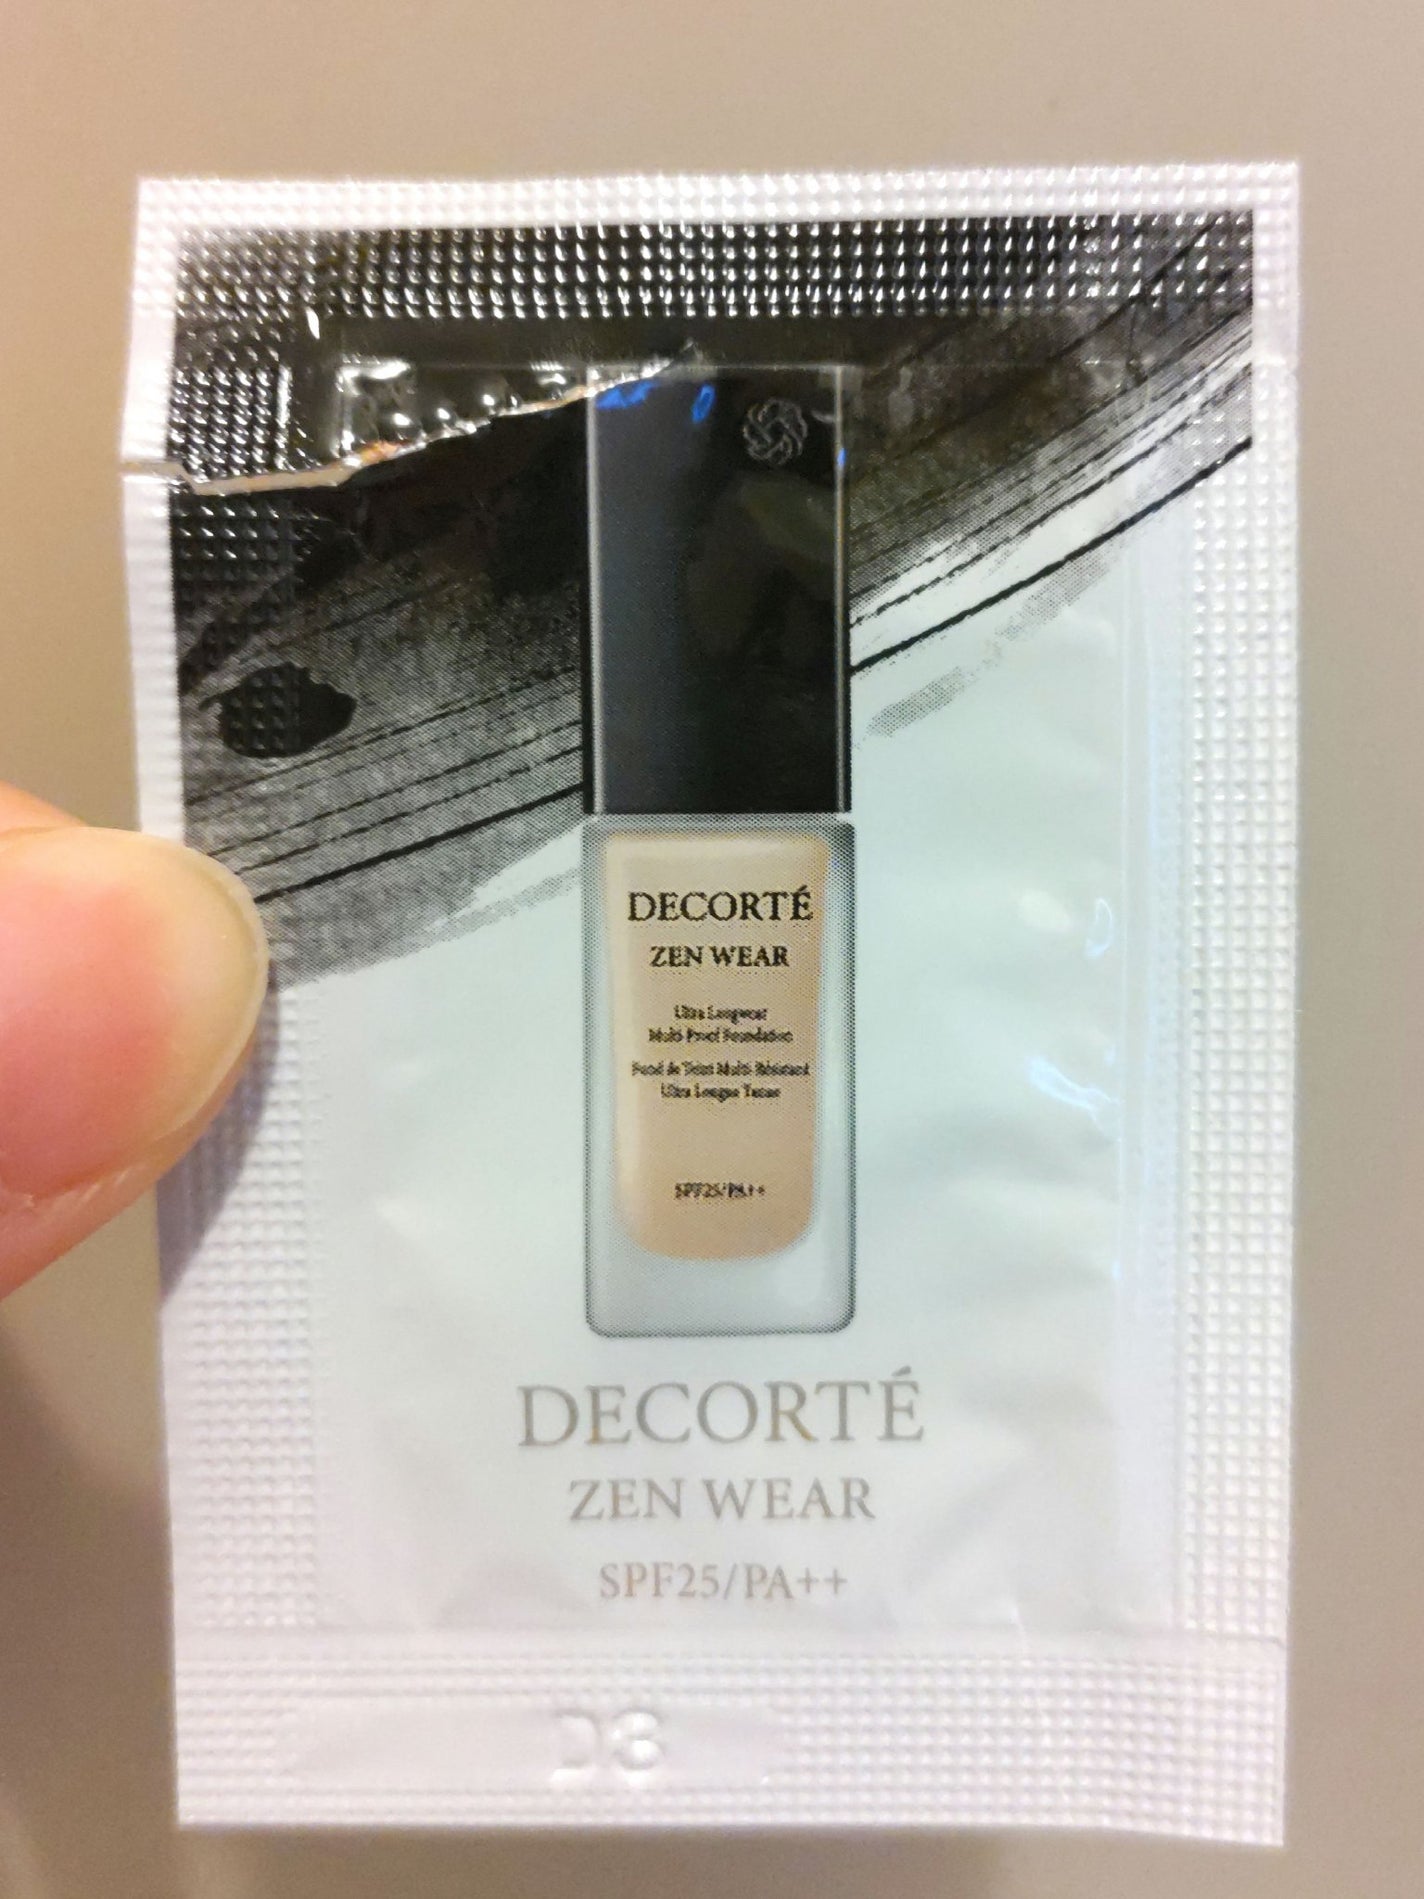 DECORTÉ
ZEN WEAR
Ultra Longwear
Multi-Proof Foundation
Fond de Teint Multi-Résistant
Ultra Longue Tenue
SPF25/PA++
DECORTÉ
ZEN WEAR
SPF25/PA++